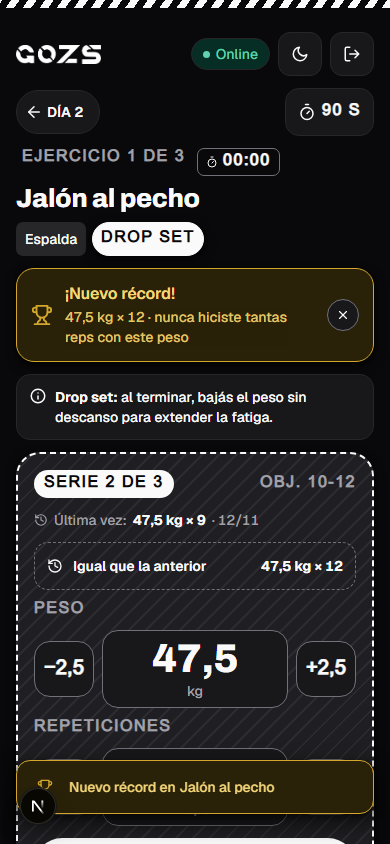 GOZS
Online
DÍA 2
90 S
EJERCICIO 1 DE 3
00:00
Jalón al pecho
Espalda
DROP SET
¡Nuevo récord!
47,5 kg × 12 · nunca hiciste tantas
reps con este peso
Drop set: al terminar, bajás el peso sin
descanso para extender la fatiga.
SERIE 2 DE 3
OBJ. 10-12
Última vez: 47,5 kg × 9 · 12/11
Igual que la anterior
47,5 kg × 12
PESO
−2,5
47,5
kg
+2,5
REPETICIONES
Nuevo récord en Jalón al pecho
N